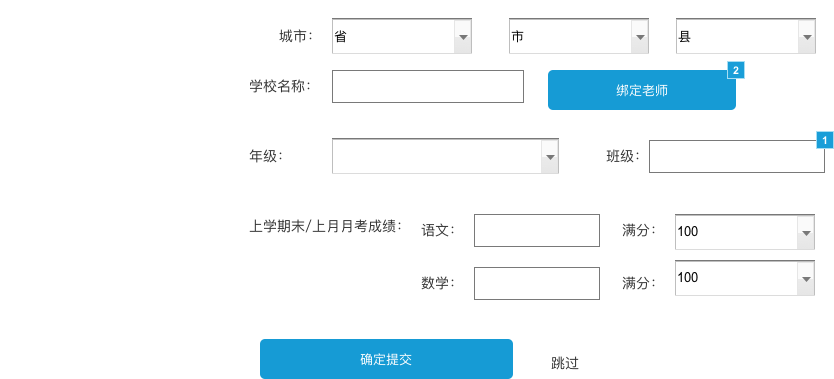 城市： 省 市 县
2
学校名称： 绑定老师
1
年级： 班级：
上学期末/上月月考成绩： 语文： 满分： 100
数学： 满分： 100
确定提交 跳过